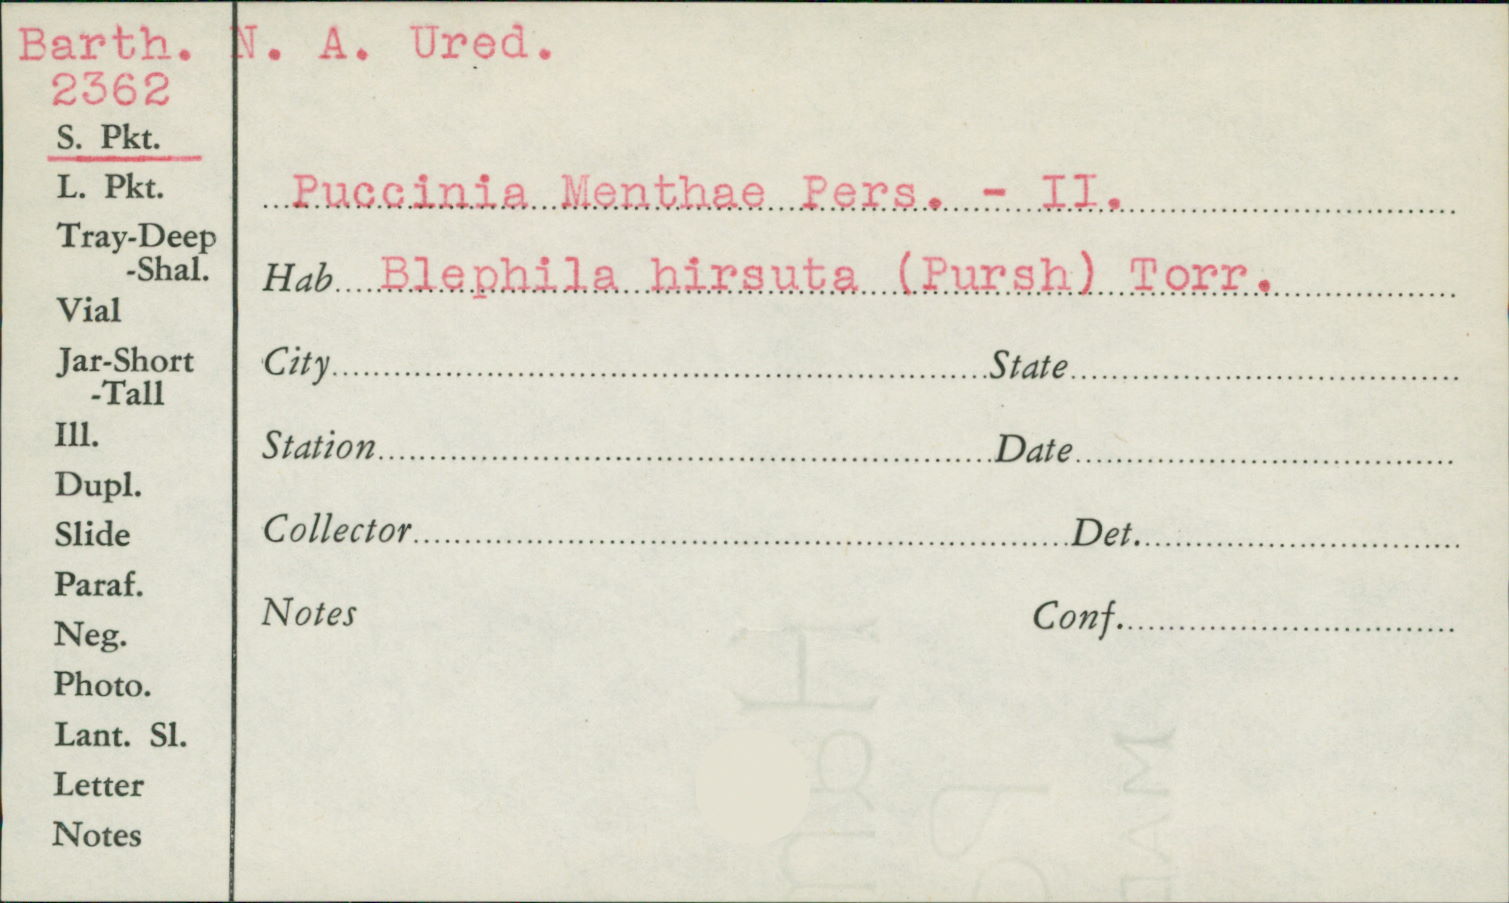 Barth. N. A. Ured.
2362
S. Pkt.
L. Pkt.
Tray-Deep
-Shal.
Vial
Jar-Short
-Tall
Ill.
Dupl.
Slide
Paraf.
Neg.
Photo.
Lant. Sl.
Letter
Notes
Puccinia Menthae Pers. - II.
Hab. Blephila hirsuta (Pursh) Torr.
City State
Station Date
Collector Det.
Notes Conf.